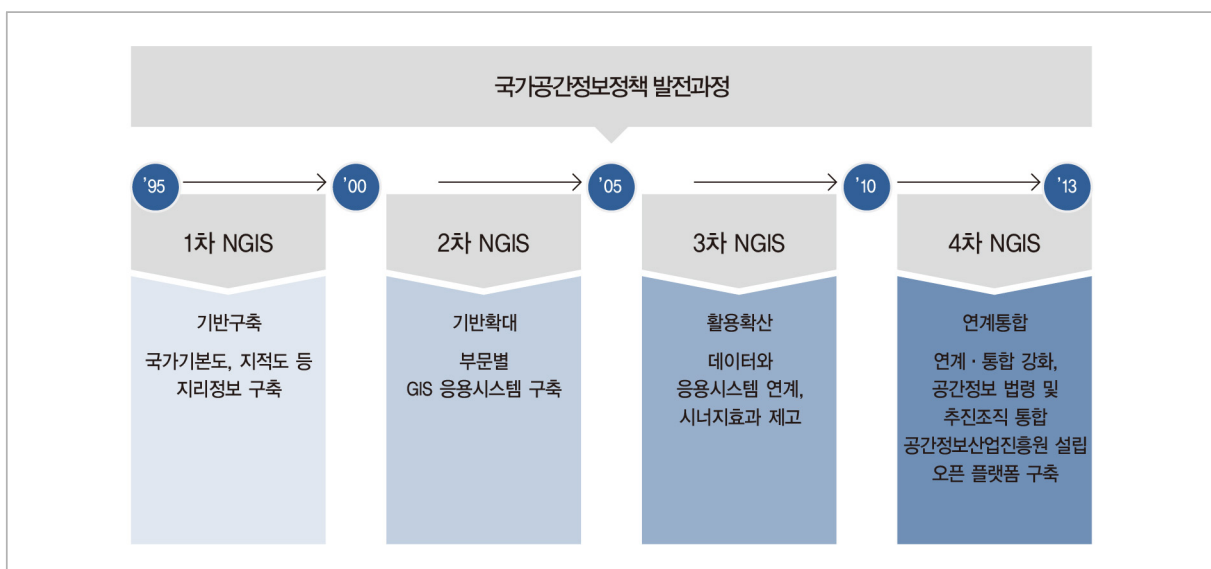 국가공간정보정책 발전과정
’95
’00
’05
’10
’13
1차 NGIS
2차 NGIS
3차 NGIS
4차 NGIS
기반구축
국가기본도, 지적도 등
지리정보 구축
기반확대
부문별
GIS 응용시스템 구축
활용확산
데이터와
응용시스템 연계,
시너지효과 제고
연계통합
연계·통합 강화,
공간정보 법령 및
추진조직 통합
공간정보산업진흥원 설립
오픈 플랫폼 구축